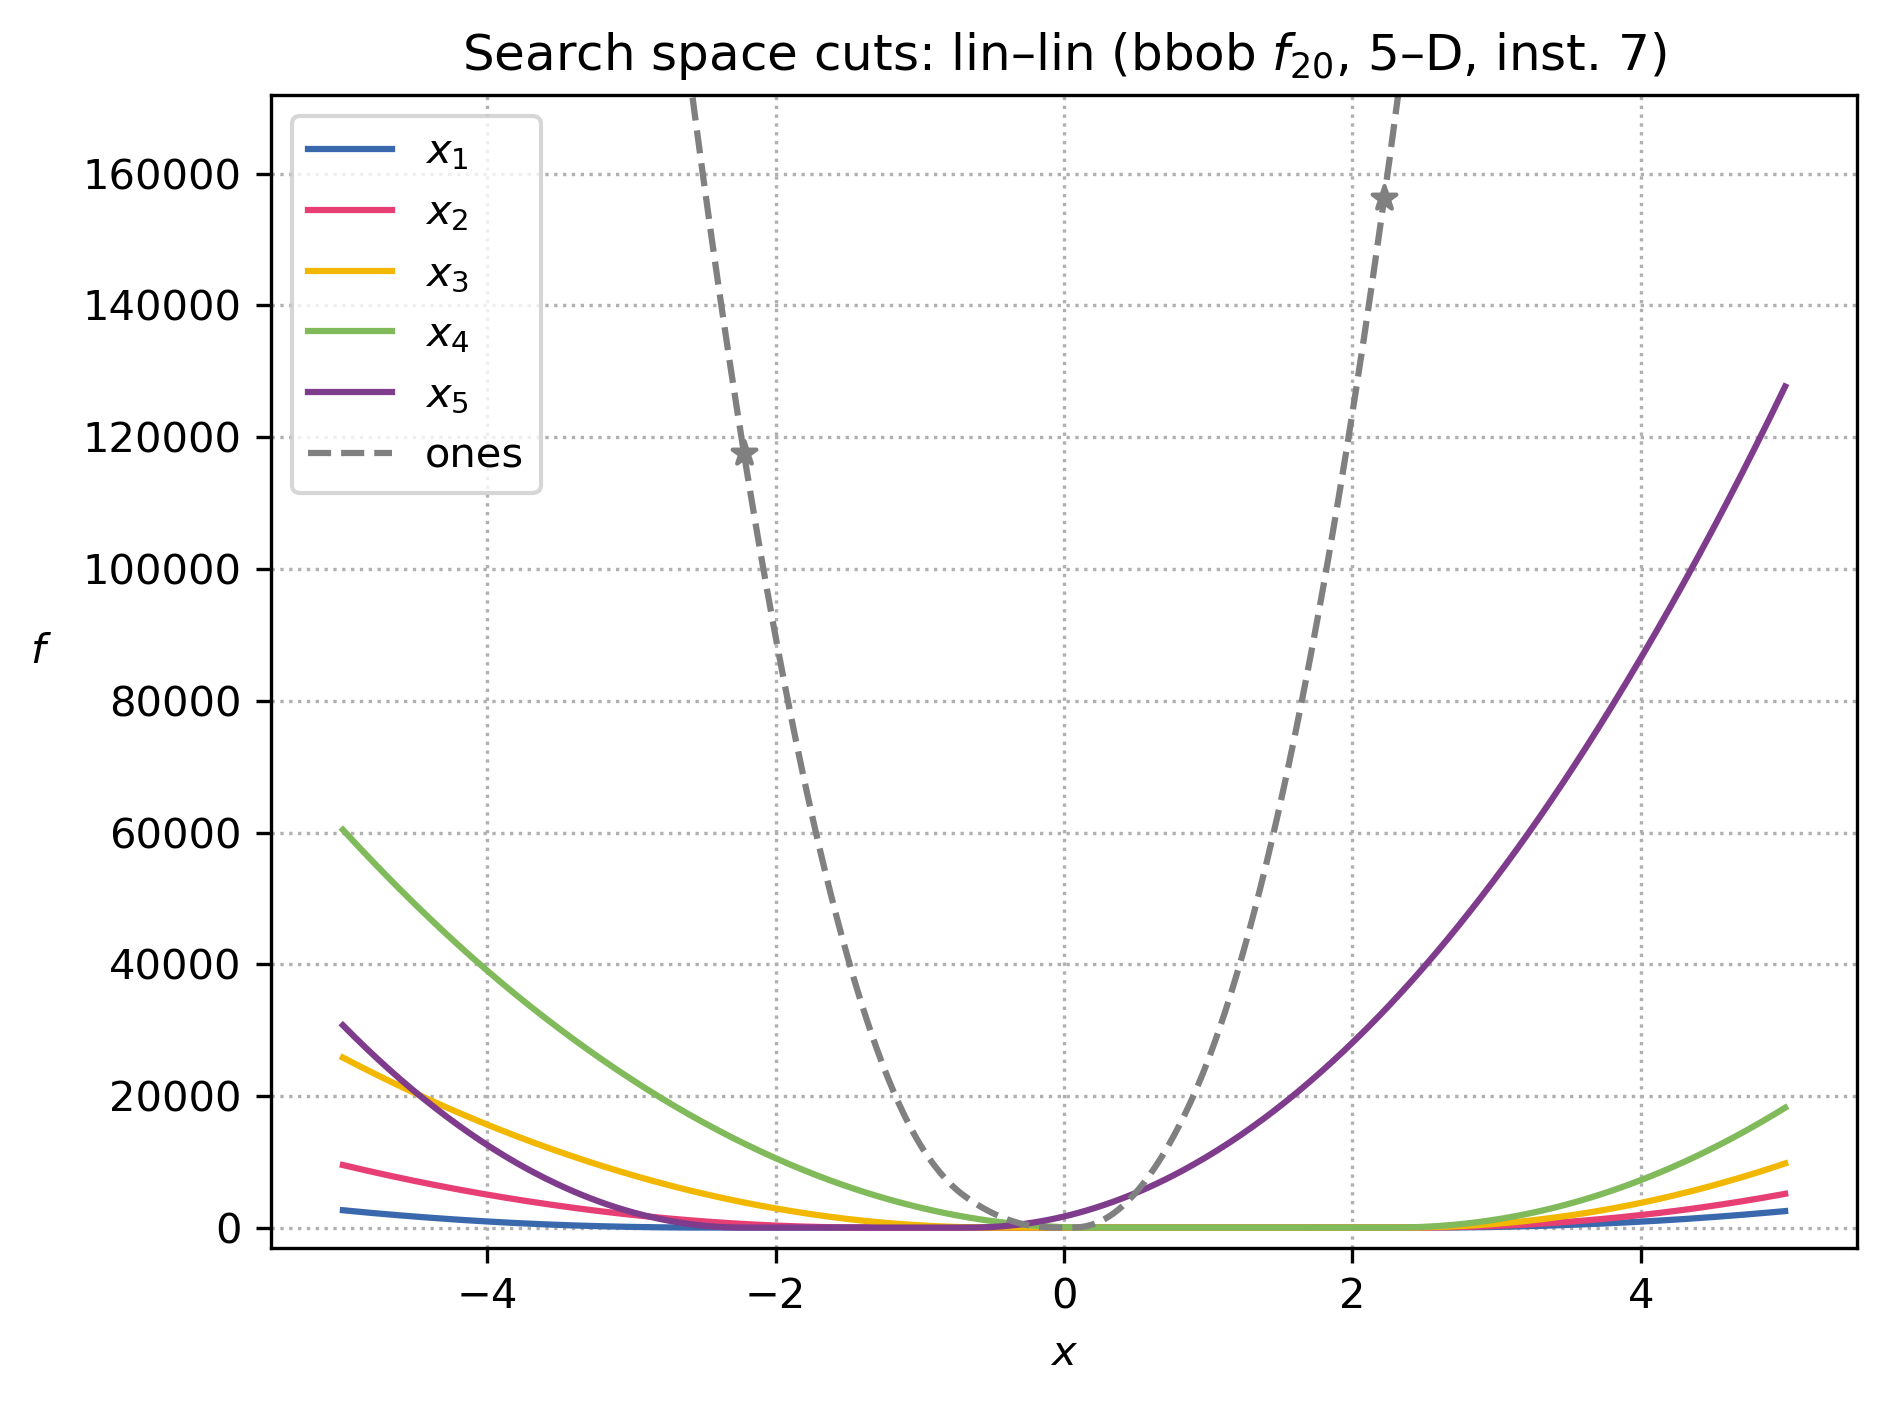 Search space cuts: lin–lin (bbob f₂₀, 5–D, inst. 7)
x₁
x₂
x₃
x₄
x₅
ones
160000
140000
120000
100000
80000
60000
40000
20000
0
f
−4 −2 0 2 4
x